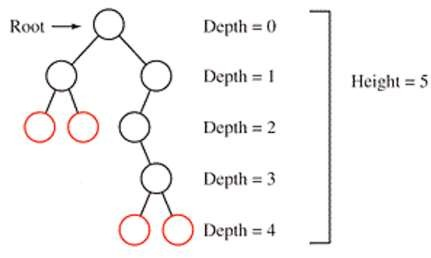 Root
Depth = 0
Depth = 1
Height = 5
Depth = 2
Depth = 3
Depth = 4